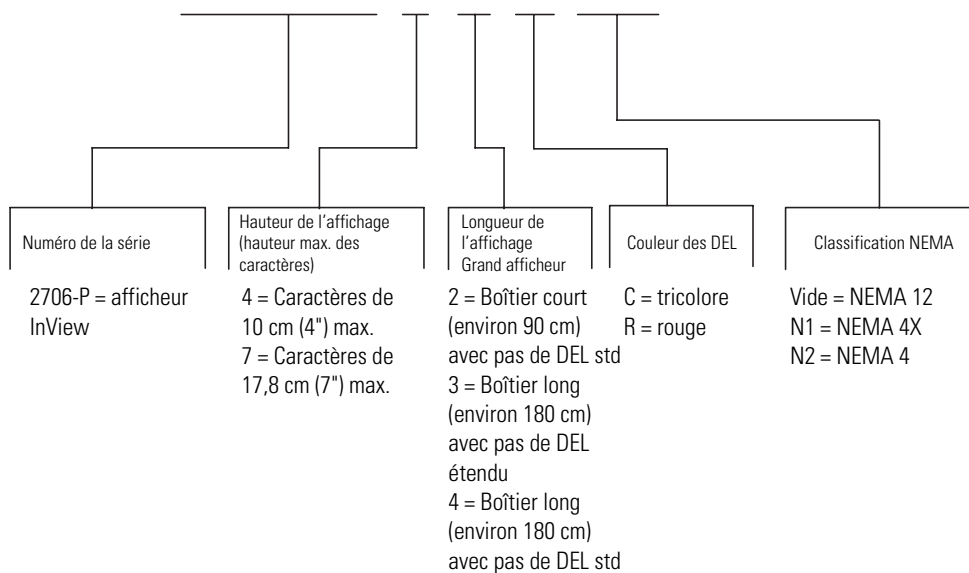 Numéro de la série
Hauteur de l'affichage
(hauteur max. des
caractères)
Longueur de
l'affichage
Grand afficheur
Couleur des DEL
Classification NEMA
2706-P = afficheur
InView
4 = Caractères de
10 cm (4") max.
7 = Caractères de
17,8 cm (7") max.
2 = Boîtier court
(environ 90 cm)
avec pas de DEL std
3 = Boîtier long
(environ 180 cm)
avec pas de DEL
étendu
4 = Boîtier long
(environ 180 cm)
avec pas de DEL std
C = tricolore
R = rouge
Vide = NEMA 12
N1 = NEMA 4X
N2 = NEMA 4